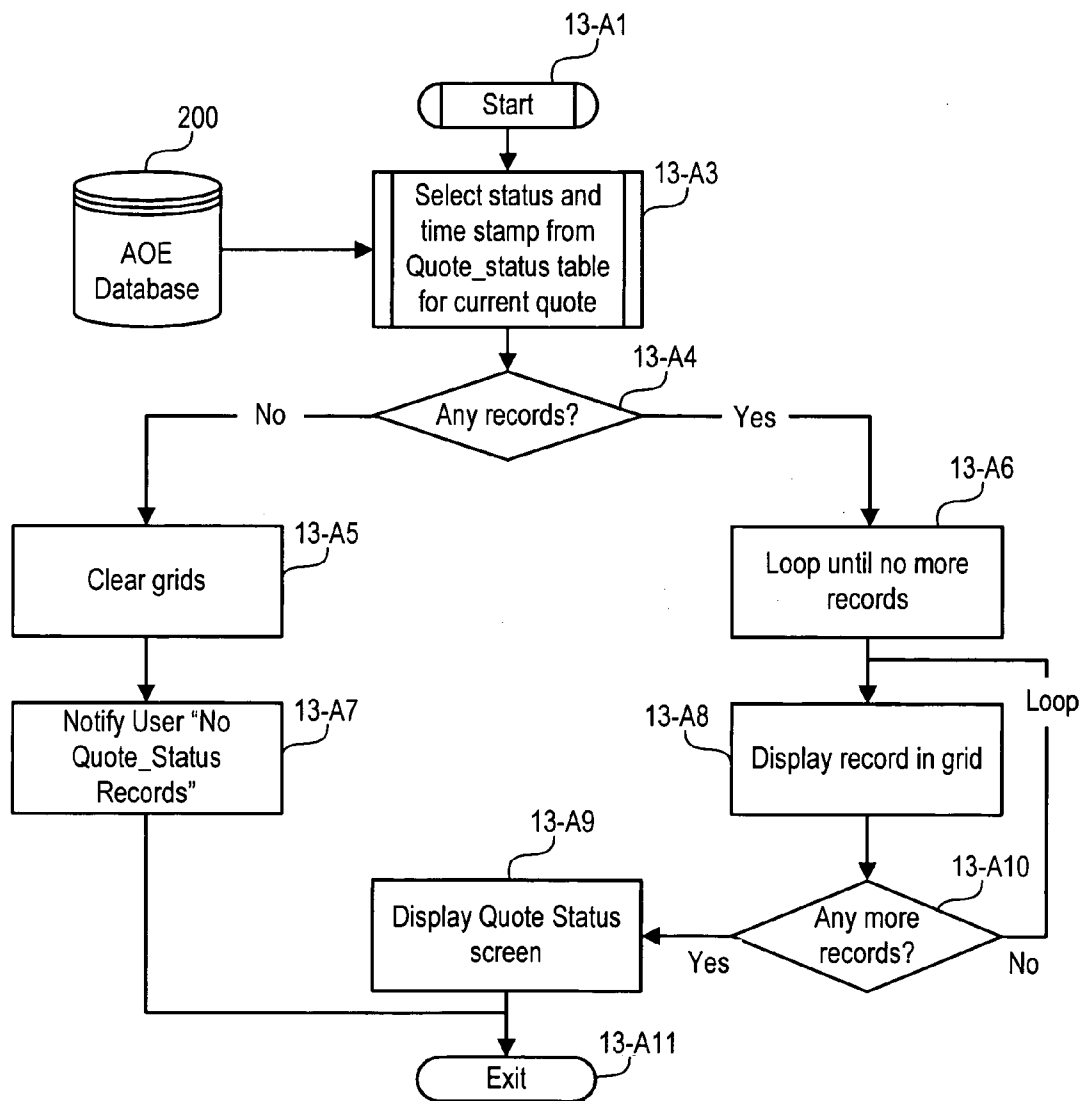 13-A1
Start
200
13-A3
Select status and
time stamp from
Quote_status table
for current quote
AOE
Database
13-A4
No
Any records?
Yes
13-A5
Clear grids
13-A6
Loop until no more
records
Loop
13-A7
Notify User “No
Quote_Status
Records”
13-A8
Display record in grid
13-A9
Display Quote Status
screen
13-A10
Any more
records?
Yes
No
13-A11
Exit